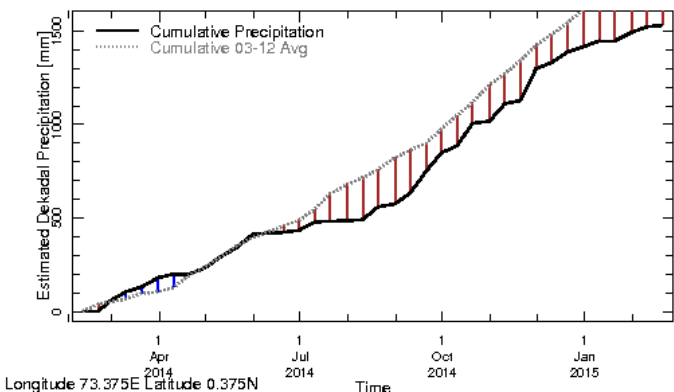 Cumulative Precipitation
Cumulative 03-12 Avg
Estimated Dekadal Precipitation [mm]
1500
1000
500
0
1 1 1 1
Apr Jul Oct Jan
2014 2014 2014 2015
Longitude 73.375E Latitude 0.375N
Time